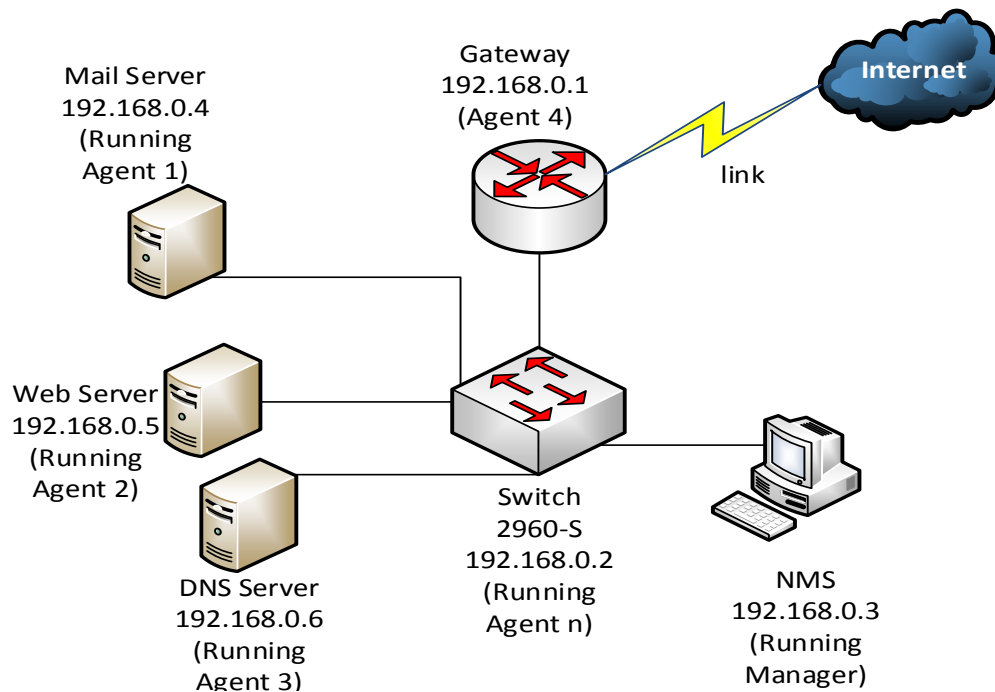 Mail Server
192.168.0.4
(Running
Agent 1)
Gateway
192.168.0.1
(Agent 4)
Internet
link
Web Server
192.168.0.5
(Running
Agent 2)
DNS Server
192.168.0.6
(Running
Agent 3)
Switch
2960-S
192.168.0.2
(Running
Agent n)
NMS
192.168.0.3
(Running
Manager)